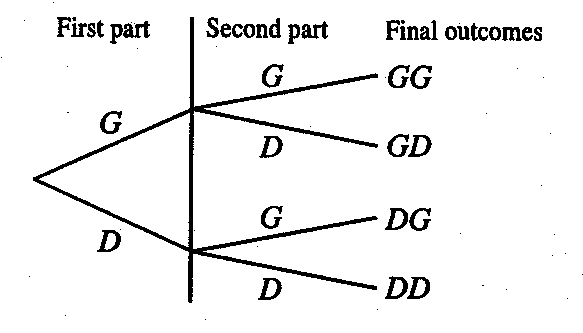 First part Second part Final outcomes
G GG
G
D GD
G DG
D
D DD